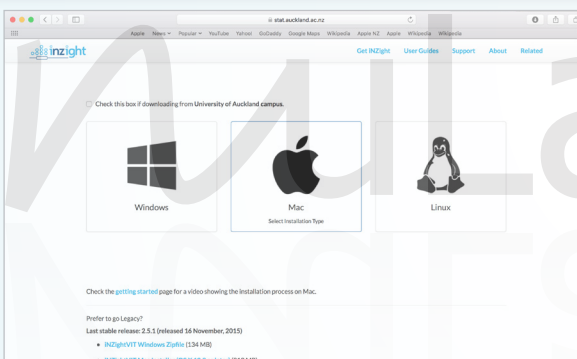 stat.auckland.ac.nz
Apple News Popular YouTube Yahoo! GoDaddy Google Maps Wikipedia Apple NZ Apple Wikipedia Wikipedia
inzight Get INZight User Guides Support About Related
Check this box if downloading from University of Auckland campus.
Windows Mac Linux
Select Installation Type
Check the getting started page for a video showing the installation process on Mac.
Prefer to go Legacy?
Last stable release: 2.5.1 (released 16 November, 2015)
iNZightVIT Windows Zipfile (134 MB)